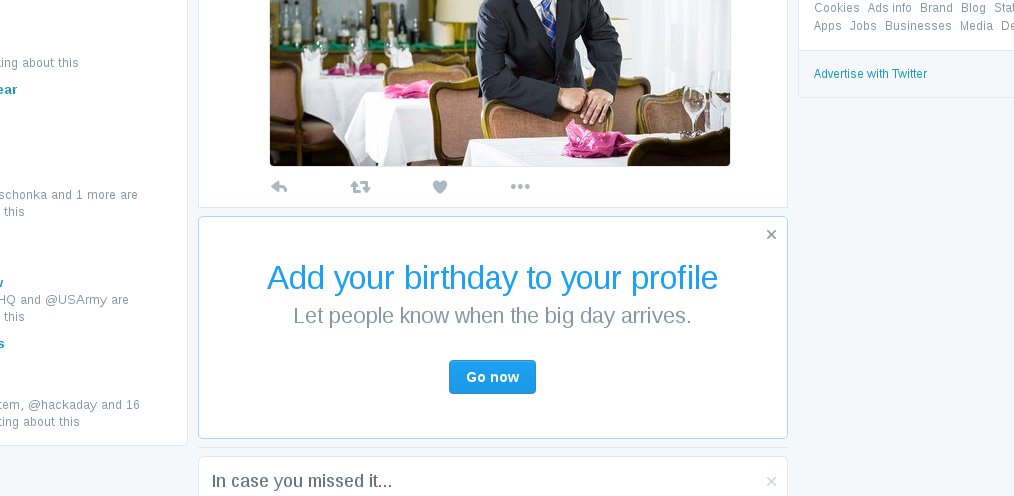 ting about this
ear
schonka and 1 more are
this
HQ and @USArmy are
this
s
tem, @hackaday and 16
ting about this
Add your birthday to your profile
Let people know when the big day arrives.
Go now
In case you missed it...
Cookies Ads info Brand Blog Stat
Apps Jobs Businesses Media De
Advertise with Twitter